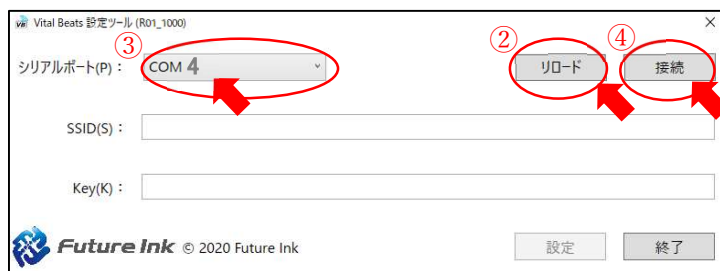 Vital Beats 設定ツール (R01_1000)
③ ② ④
シリアルポート(P)： COM 4 リロード 接続
SSID(S)：
Key(K)：
Future Ink © 2020 Future Ink 設定 終了